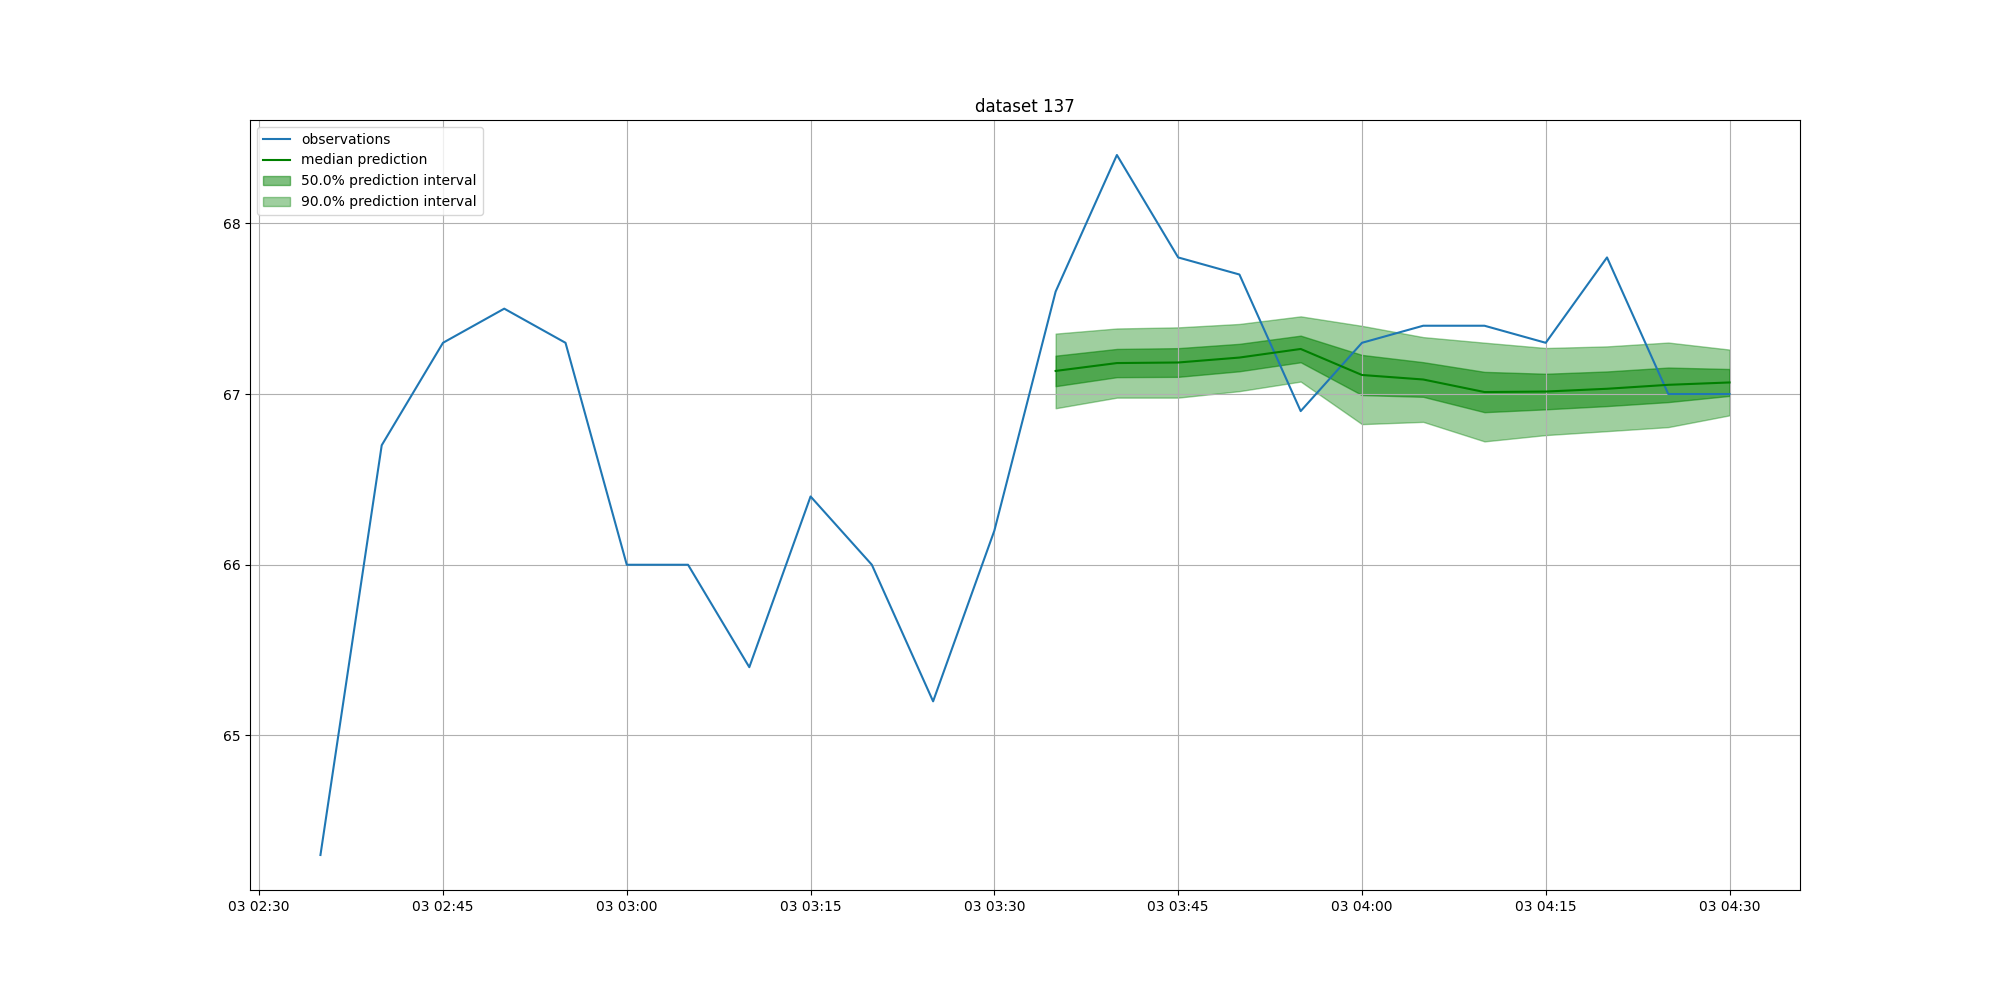 dataset 137
observations
median prediction
50.0% prediction interval
90.0% prediction interval
68
67
66
65
03 02:30 03 02:45 03 03:00 03 03:15 03 03:30 03 03:45 03 04:00 03 04:15 03 04:30